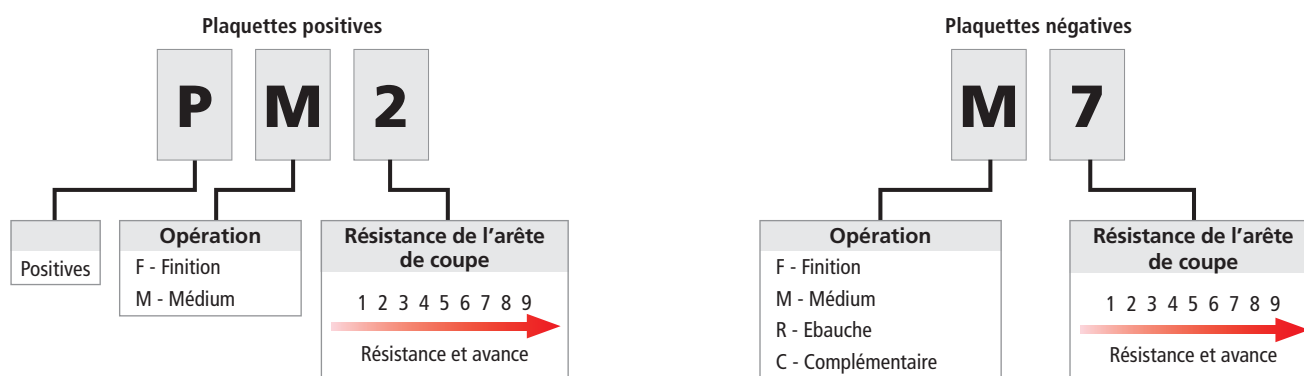 Plaquettes positives
P M 2
Positives
Opération
F - Finition
M - Médium
Résistance de l’arête
de coupe
1 2 3 4 5 6 7 8 9
Résistance et avance
Plaquettes négatives
M 7
Opération
F - Finition
M - Médium
R - Ebauche
C - Complémentaire
Résistance de l’arête
de coupe
1 2 3 4 5 6 7 8 9
Résistance et avance